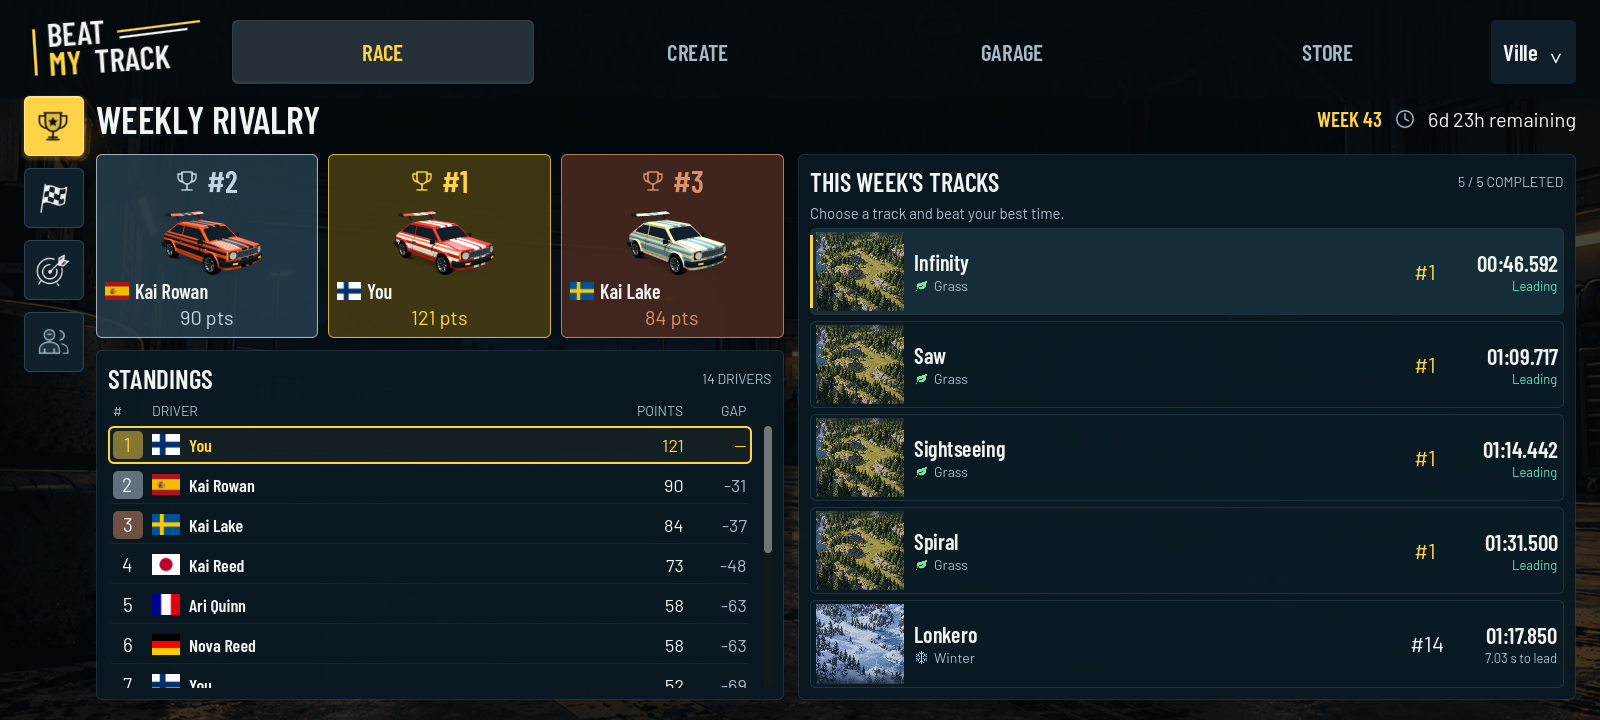 BEAT
MY TRACK
RACE
CREATE
GARAGE
STORE
Ville
WEEKLY RIVALRY
WEEK 43
6d 23h remaining
#2
Kai Rowan
90 pts
#1
You
121 pts
#3
Kai Lake
84 pts
STANDINGS
14 DRIVERS
# DRIVER POINTS GAP
1 You 121 –
2 Kai Rowan 90 -31
3 Kai Lake 84 -37
4 Kai Reed 73 -48
5 Ari Quinn 58 -63
6 Nova Reed 58 -63
7 You 52 -69
THIS WEEK'S TRACKS
5 / 5 COMPLETED
Choose a track and beat your best time.
Infinity
Grass
#1
00:46.592
Leading
Saw
Grass
#1
01:09.717
Leading
Sightseeing
Grass
#1
01:14.442
Leading
Spiral
Grass
#1
01:31.500
Leading
Lonkero
Winter
#14
01:17.850
7.03 s to lead